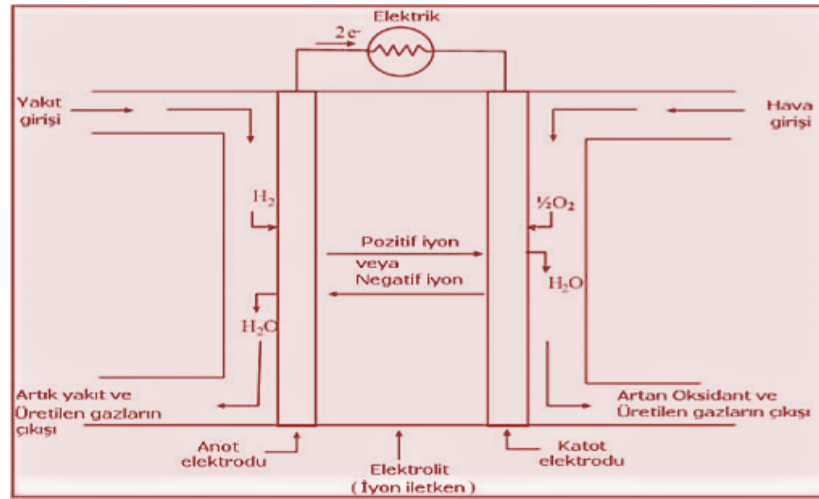 Elektrik
2 e-
Yakıt
girişi
Hava
girişi
H₂
½O₂
Pozitif iyon
veya
Negatif iyon
H₂O
H₂O
Artık yakıt ve
Üretilen gazların
çıkışı
Artan Oksidant ve
Üretilen gazların çıkışı
Anot
elektrodu
Katot
elektrodu
Elektrolit
( İyon iletken )